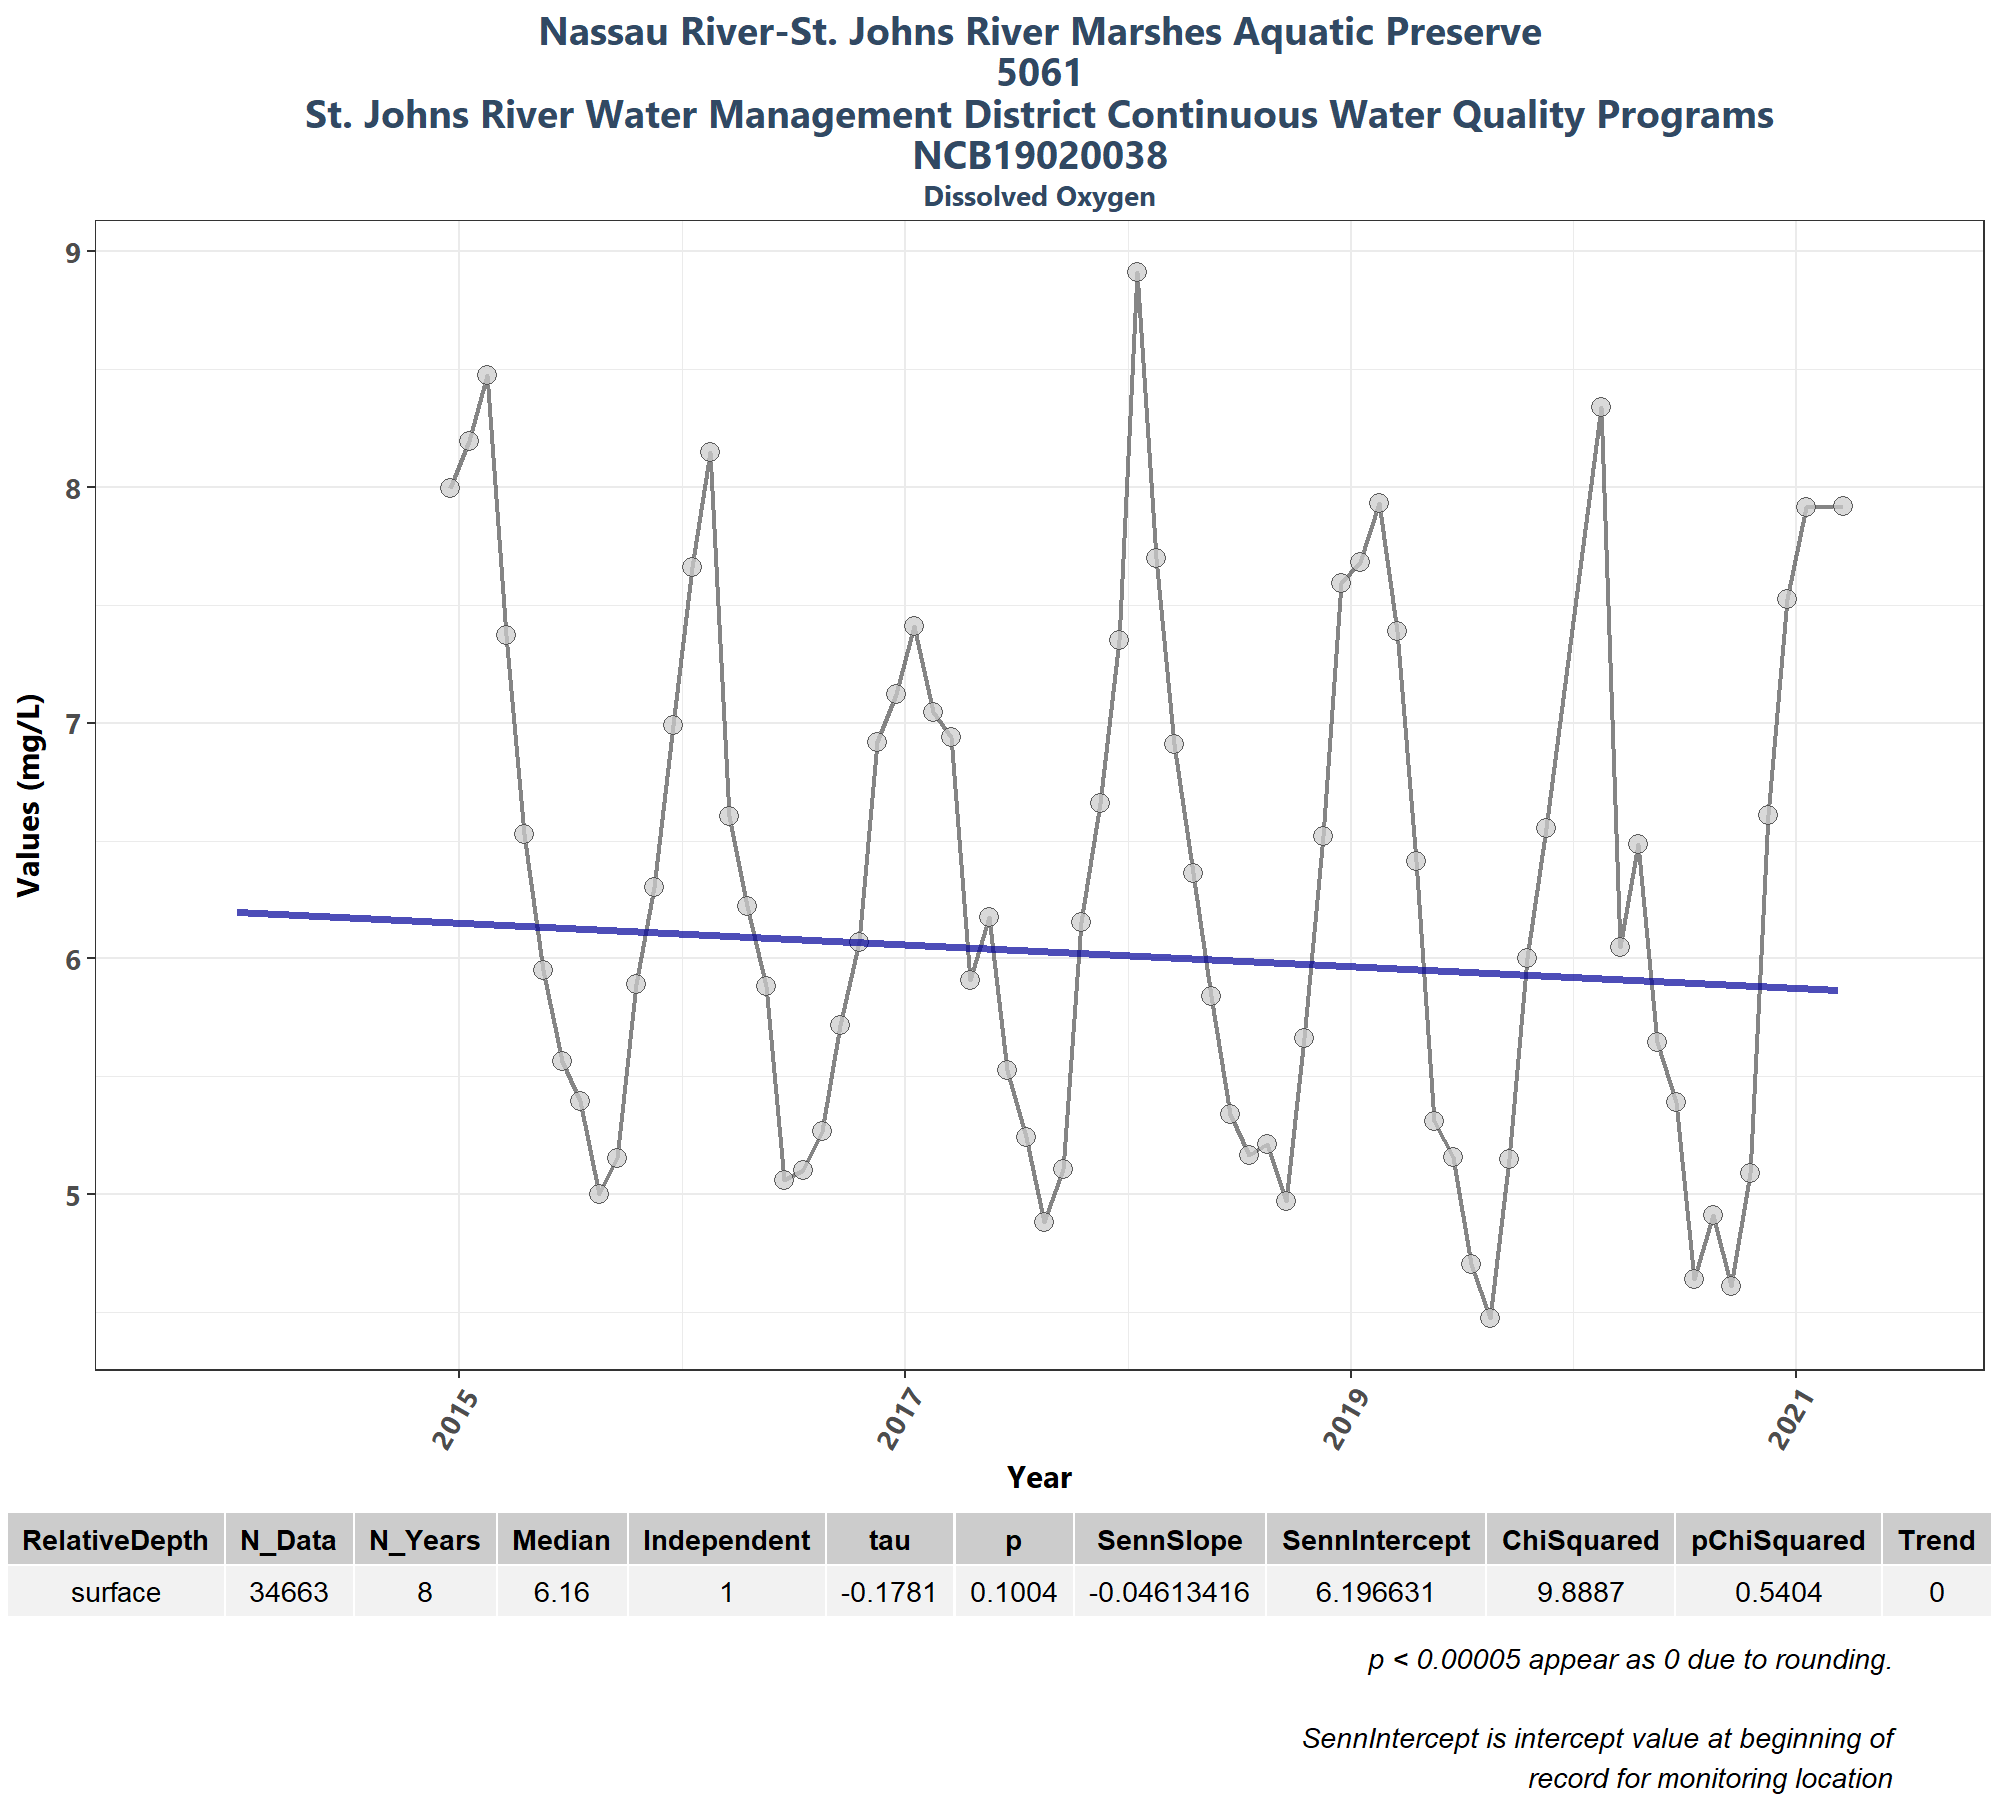 Nassau River-St. Johns River Marshes Aquatic Preserve
5061
St. Johns River Water Management District Continuous Water Quality Programs
NCB19020038
Dissolved Oxygen
9
8
7
6
5
Values (mg/L)
2015 2017 2019 2021
Year
RelativeDepth N_Data N_Years Median Independent tau p SennSlope SennIntercept ChiSquared pChiSquared Trend
surface 34663 8 6.16 1 -0.1781 0.1004 -0.04613416 6.196631 9.8887 0.5404 0
p < 0.00005 appear as 0 due to rounding.
SennIntercept is intercept value at beginning of
record for monitoring location